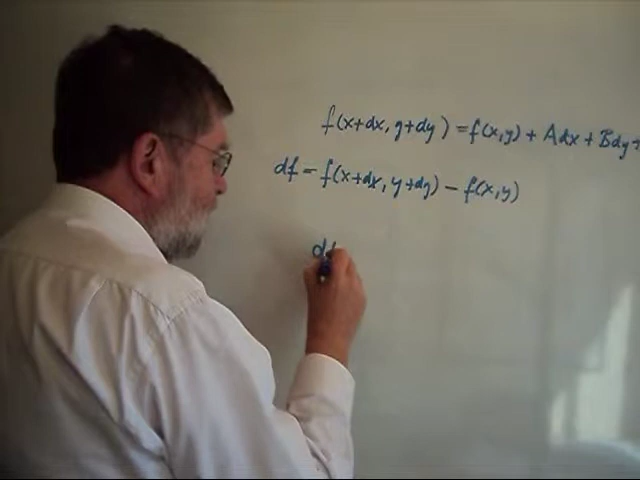 f(x+dx, y+dy) = f(x,y) + Adx + Bdy +
df = f(x+dx, y+dy) - f(x,y)
d